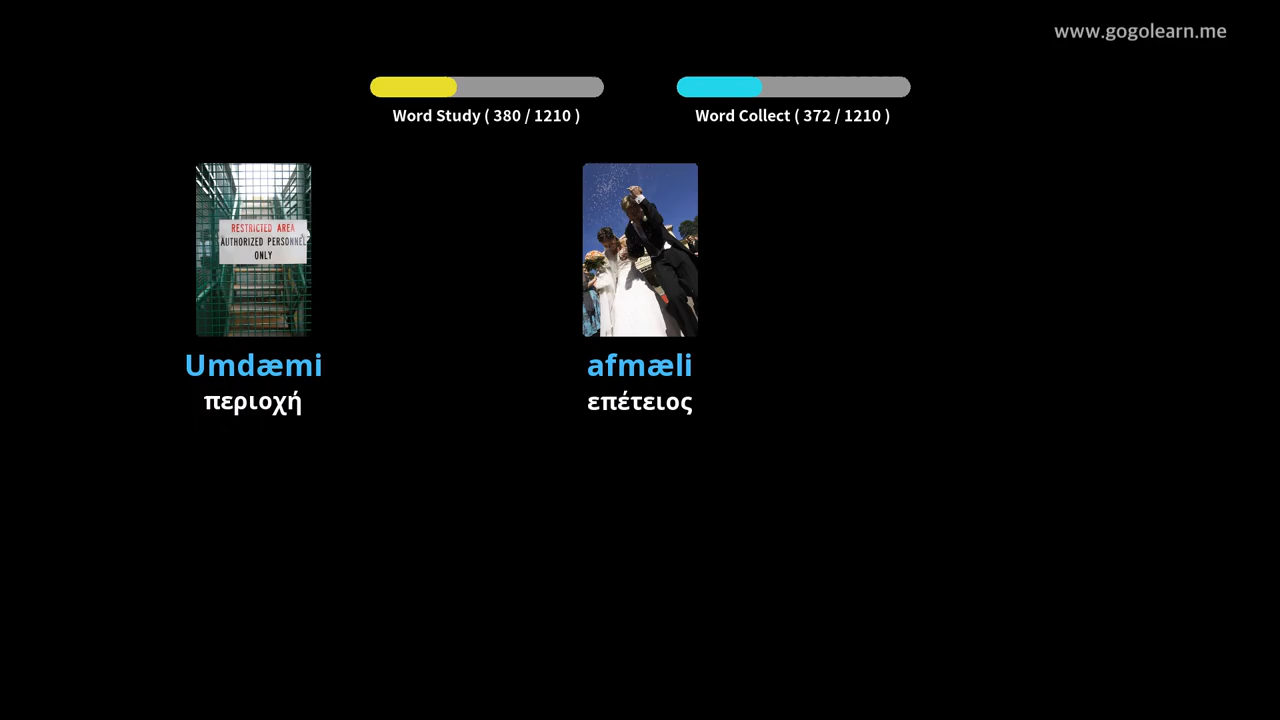 www.gogolearn.me
Word Study ( 380 / 1210 )
Word Collect ( 372 / 1210 )
RESTRICTED AREA
AUTHORIZED PERSONNEL
ONLY
Umdæmi
περιοχή
afmæli
επέτειος